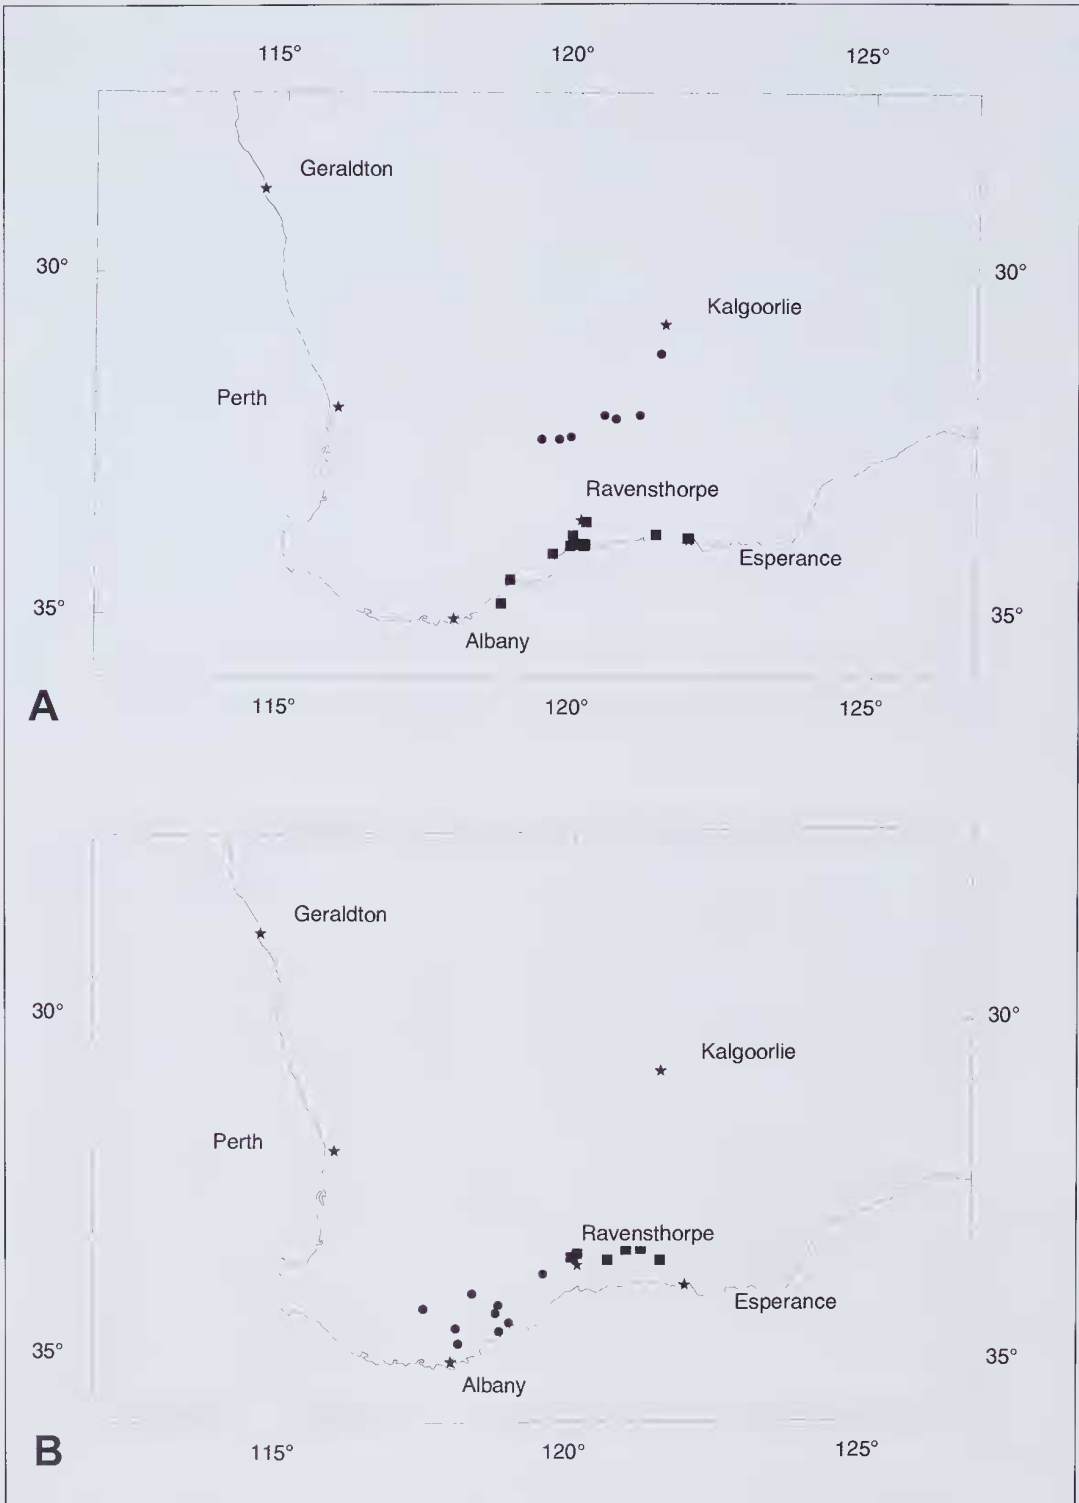 115° 120° 125°
Geraldton
30° 30°
Kalgoorlie
Perth
Ravensthorpe
Esperance
35° 35°
Albany
A
115° 120° 125°
Geraldton
30° 30°
Kalgoorlie
Perth
Ravensthorpe
Esperance
35° 35°
Albany
B
115° 120° 125°